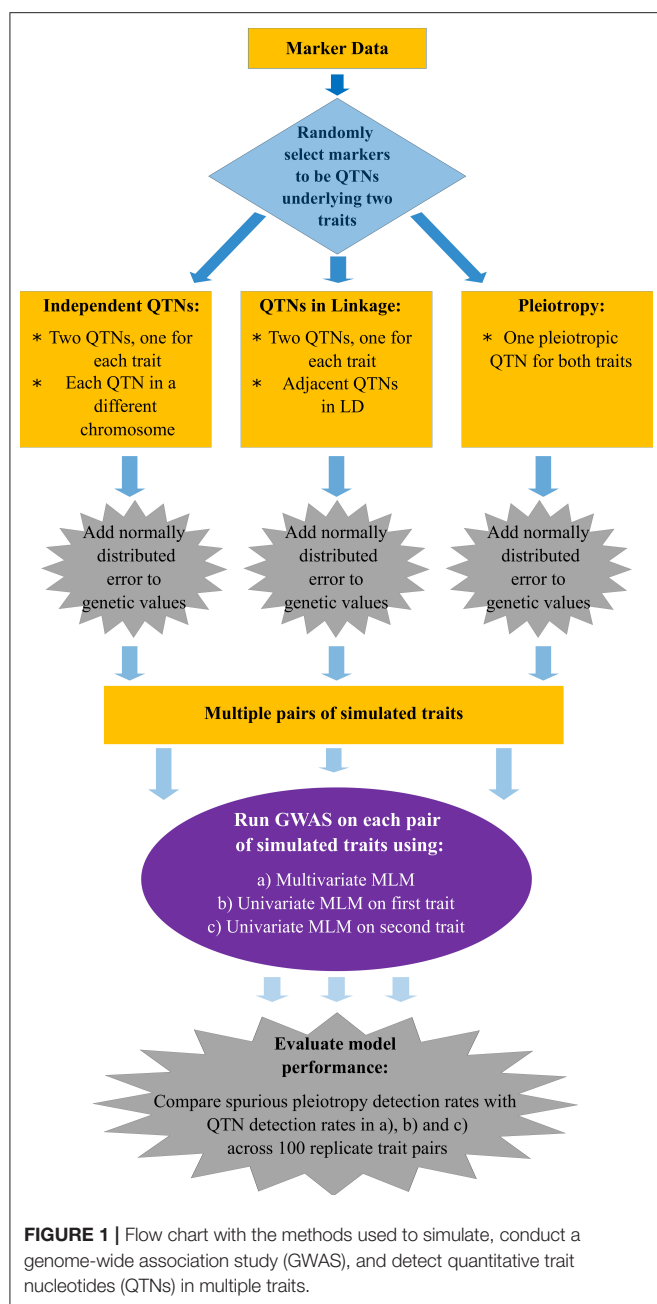 Marker Data
Randomly
select markers
to be QTNs
underlying two
traits
Independent QTNs:
* Two QTNs, one for
each trait
* Each QTN in a
different
chromosome
QTNs in Linkage:
* Two QTNs, one for
each trait
* Adjacent QTNs
in LD
Pleiotropy:
* One pleiotropic
QTN for both traits
Add normally
distributed
error to
genetic values
Add normally
distributed
error to
genetic values
Add normally
distributed
error to
genetic values
Multiple pairs of simulated traits
Run GWAS on each pair
of simulated traits using:
a) Multivariate MLM
b) Univariate MLM on first trait
c) Univariate MLM on second trait
Evaluate model
performance:
Compare spurious pleiotropy detection rates with
QTN detection rates in a), b) and c)
across 100 replicate trait pairs
FIGURE 1 | Flow chart with the methods used to simulate, conduct a
genome-wide association study (GWAS), and detect quantitative trait
nucleotides (QTNs) in multiple traits.